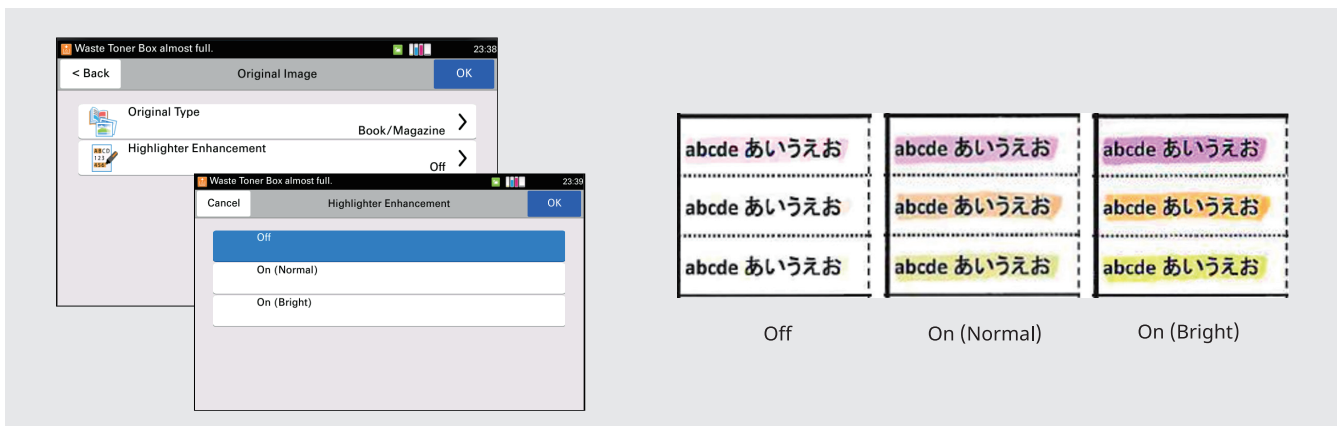 Waste Toner Box almost full. 23:38
< Back Original Image OK
Original Type
Book/Magazine
Highlighter Enhancement
Off
Waste Toner Box almost full. 23:39
Cancel Highlighter Enhancement OK
Off
On (Normal)
On (Bright)
abcde あいうえお abcde あいうえお abcde あいうえお
abcde あいうえお abcde あいうえお abcde あいうえお
abcde あいうえお abcde あいうえお abcde あいうえお
Off On (Normal) On (Bright)